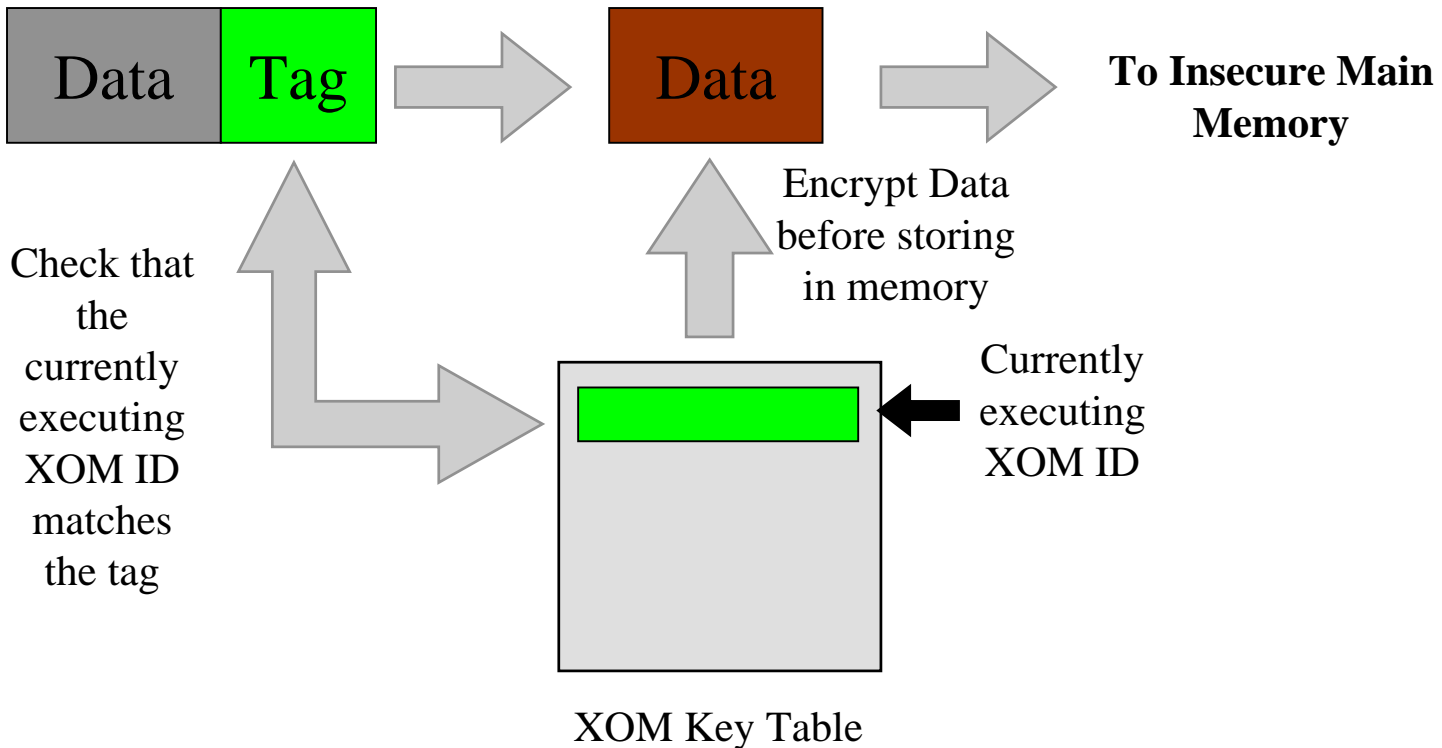 Data
Tag
Data
To Insecure Main
Memory
Encrypt Data
before storing
in memory
Check that
the
currently
executing
XOM ID
matches
the tag
Currently
executing
XOM ID
XOM Key Table